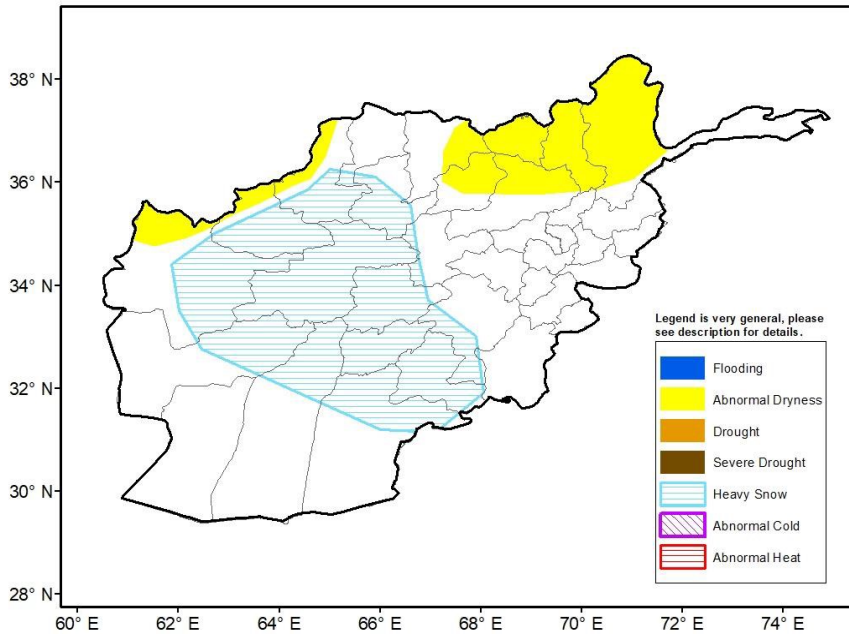 38° N
36° N
34° N
32° N
30° N
28° N
60° E
62° E
64° E
66° E
68° E
70° E
72° E
74° E
Legend is very general, please
see description for details.
Flooding
Abnormal Dryness
Drought
Severe Drought
Heavy Snow
Abnormal Cold
Abnormal Heat